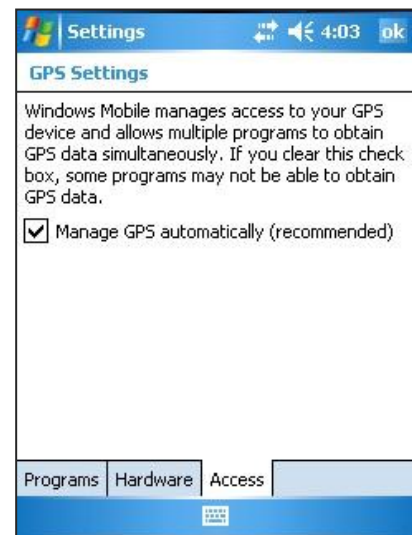 Settings 4:03 ok
GPS Settings
Windows Mobile manages access to your GPS
device and allows multiple programs to obtain
GPS data simultaneously. If you clear this check
box, some programs may not be able to obtain
GPS data.
Manage GPS automatically (recommended)
Programs Hardware Access